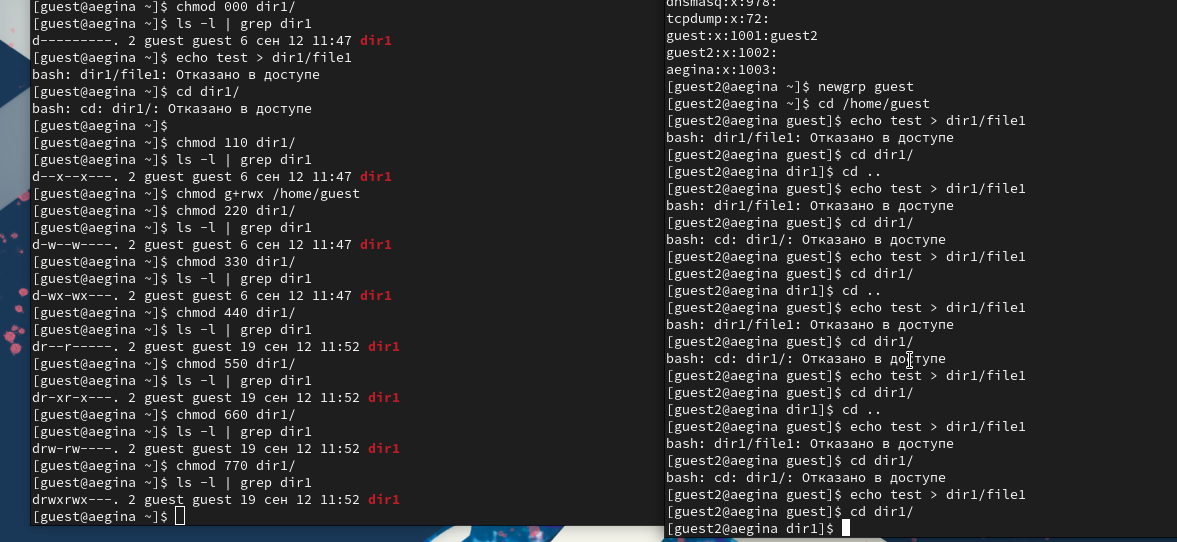 [guest@aegina ~]$ chmod 000 dir1/
[guest@aegina ~]$ ls -l | grep dir1
d---------. 2 guest guest 6 сен 12 11:47 dir1
[guest@aegina ~]$ echo test > dir1/file1
bash: dir1/file1: Отказано в доступе
[guest@aegina ~]$ cd dir1/
bash: cd: dir1/: Отказано в доступе
[guest@aegina ~]$
[guest@aegina ~]$ chmod 110 dir1/
[guest@aegina ~]$ ls -l | grep dir1
d--x--x---. 2 guest guest 6 сен 12 11:47 dir1
[guest@aegina ~]$ chmod g+rwx /home/guest
[guest@aegina ~]$ chmod 220 dir1/
[guest@aegina ~]$ ls -l | grep dir1
d-w--w----. 2 guest guest 6 сен 12 11:47 dir1
[guest@aegina ~]$ chmod 330 dir1/
[guest@aegina ~]$ ls -l | grep dir1
d-wx-wx---. 2 guest guest 6 сен 12 11:47 dir1
[guest@aegina ~]$ chmod 440 dir1/
[guest@aegina ~]$ ls -l | grep dir1
dr--r-----. 2 guest guest 19 сен 12 11:52 dir1
[guest@aegina ~]$ chmod 550 dir1/
[guest@aegina ~]$ ls -l | grep dir1
dr-xr-x---. 2 guest guest 19 сен 12 11:52 dir1
[guest@aegina ~]$ chmod 660 dir1/
[guest@aegina ~]$ ls -l | grep dir1
drw-rw----. 2 guest guest 19 сен 12 11:52 dir1
[guest@aegina ~]$ chmod 770 dir1/
[guest@aegina ~]$ ls -l | grep dir1
drwxrwx---. 2 guest guest 19 сен 12 11:52 dir1
[guest@aegina ~]$
dnsmasq:x:978:
tcpdump:x:72:
guest:x:1001:guest2
guest2:x:1002:
aegina:x:1003:
[guest2@aegina ~]$ newgrp guest
[guest2@aegina ~]$ cd /home/guest
[guest2@aegina guest]$ echo test > dir1/file1
bash: dir1/file1: Отказано в доступе
[guest2@aegina guest]$ cd dir1/
[guest2@aegina dir1]$ cd ..
[guest2@aegina guest]$ echo test > dir1/file1
bash: dir1/file1: Отказано в доступе
[guest2@aegina guest]$ cd dir1/
bash: cd: dir1/: Отказано в доступе
[guest2@aegina guest]$ echo test > dir1/file1
[guest2@aegina guest]$ cd dir1/
[guest2@aegina dir1]$ cd ..
[guest2@aegina guest]$ echo test > dir1/file1
bash: dir1/file1: Отказано в доступе
[guest2@aegina guest]$ cd dir1/
bash: cd: dir1/: Отказано в доступе
[guest2@aegina guest]$ echo test > dir1/file1
[guest2@aegina guest]$ cd dir1/
[guest2@aegina dir1]$ cd ..
[guest2@aegina guest]$ echo test > dir1/file1
bash: dir1/file1: Отказано в доступе
[guest2@aegina guest]$ cd dir1/
bash: cd: dir1/: Отказано в доступе
[guest2@aegina guest]$ echo test > dir1/file1
[guest2@aegina guest]$ cd dir1/
[guest2@aegina dir1]$